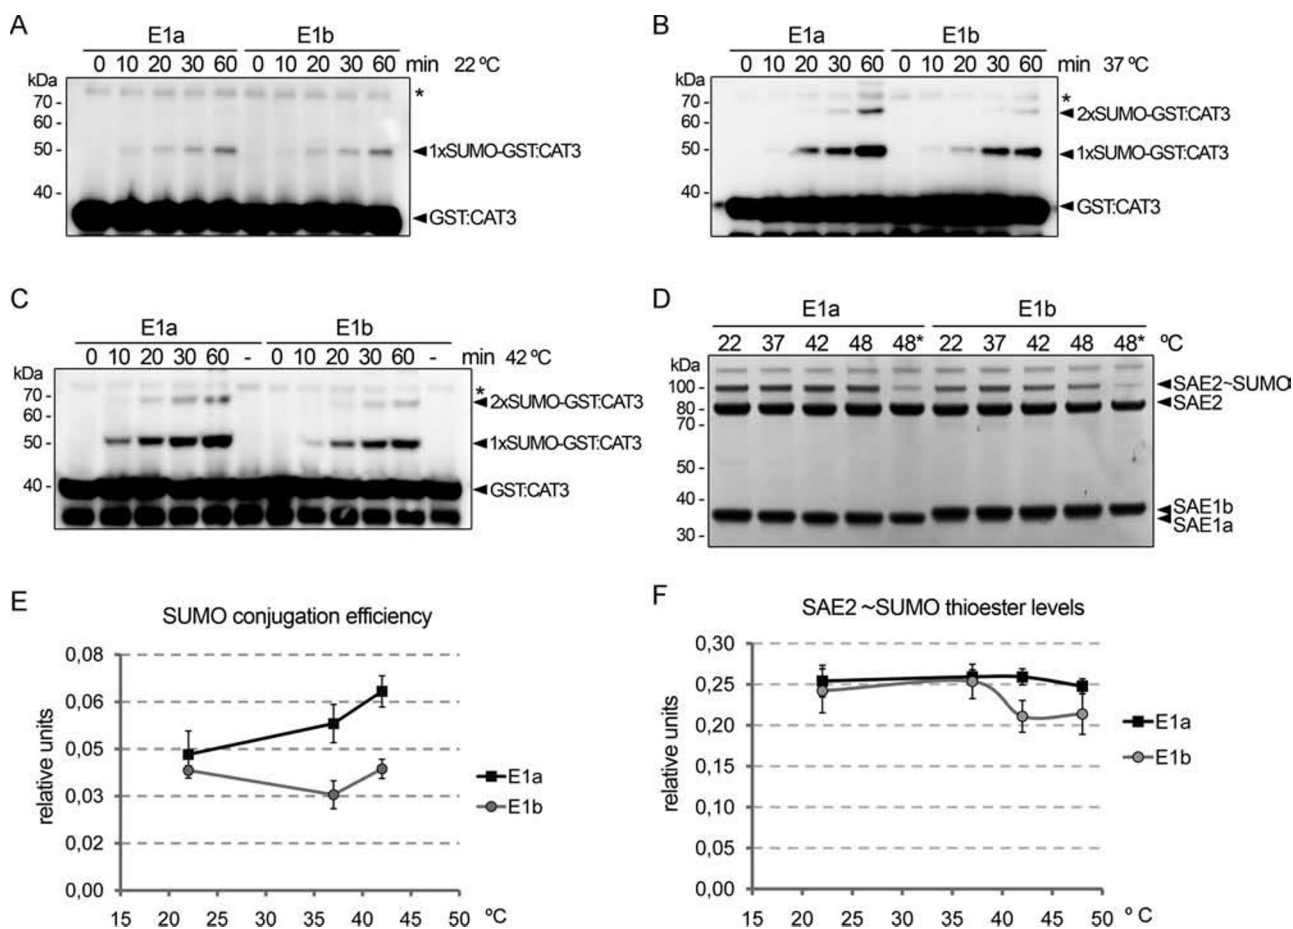 A
E1a E1b
0 10 20 30 60 0 10 20 30 60 min 22 ºC
kDa
70 -
60 -
50 -
40 -
*
1xSUMO-GST:CAT3
GST:CAT3
B
E1a E1b
0 10 20 30 60 0 10 20 30 60 min 37 ºC
kDa
70 -
60 -
50 -
40 -
*
2xSUMO-GST:CAT3
1xSUMO-GST:CAT3
GST:CAT3
C
E1a E1b
0 10 20 30 60 - 0 10 20 30 60 - min 42 ºC
kDa
70 -
60 -
50 -
40 -
*
2xSUMO-GST:CAT3
1xSUMO-GST:CAT3
GST:CAT3
D
E1a E1b
22 37 42 48 48* 22 37 42 48 48* ºC
kDa
100 -
80 -
70 -
50 -
40 -
30 -
SAE2~SUMO
SAE2
SAE1b
SAE1a
E
SUMO conjugation efficiency
0,08
0,06
0,05
0,03
0,02
0,00
relative units
15 20 25 30 35 40 45 50 ºC
E1a
E1b
F
SAE2~SUMO thioester levels
0,30
0,25
0,20
0,15
0,10
0,05
0,00
relative units
15 20 25 30 35 40 45 50 º C
E1a
E1b